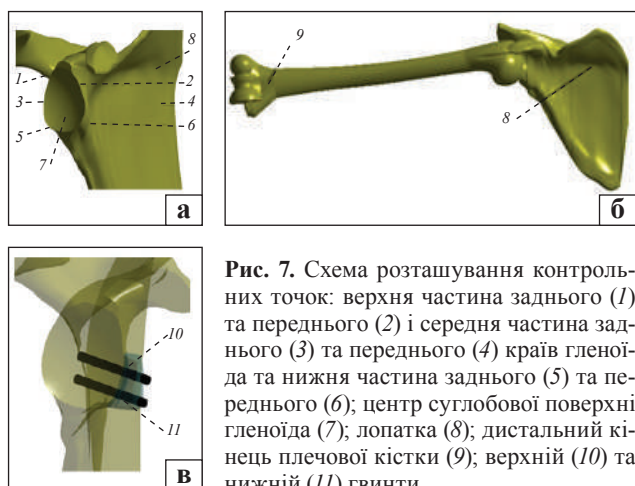 8
1
2
3
4
5
6
7
а
9
8
б
10
11
в
Рис. 7. Схема розташування контроль-
них точок: верхня частина заднього (1)
та переднього (2) і середня частина зад-
нього (3) та переднього (4) країв гленої-
да та нижня частина заднього (5) та пе-
реднього (6); центр суглобової поверхні
гленоїда (7); лопатка (8); дистальний кі-
нець плечової кістки (9); верхній (10) та
нижній (11) гвинти